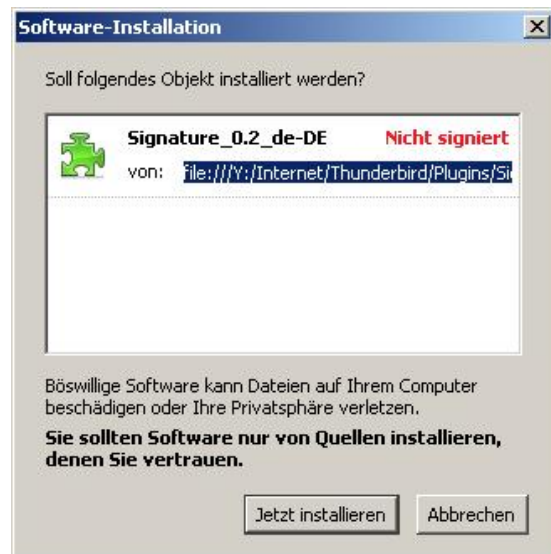 Software-Installation
Soll folgendes Objekt installiert werden?
Signature_0.2_de-DE Nicht signiert
von: file:///Y:/Internet/Thunderbird/Plugins/Si
Böswillige Software kann Dateien auf Ihrem Computer
beschädigen oder Ihre Privatsphäre verletzen.
Sie sollten Software nur von Quellen installieren,
denen Sie vertrauen.
Jetzt installieren Abbrechen